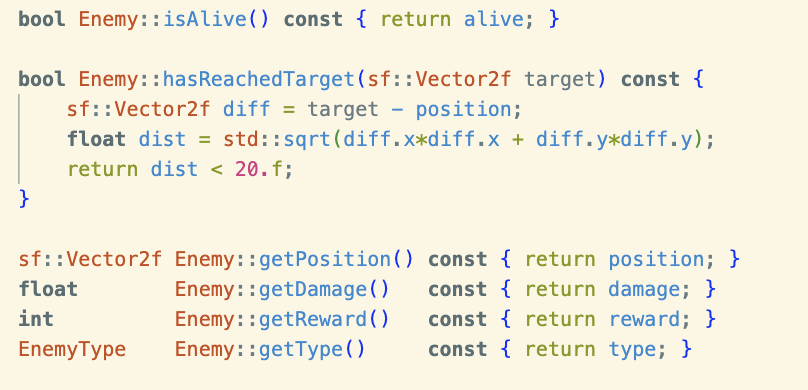 bool Enemy::isAlive() const { return alive; }

bool Enemy::hasReachedTarget(sf::Vector2f target) const {
    sf::Vector2f diff = target - position;
    float dist = std::sqrt(diff.x*diff.x + diff.y*diff.y);
    return dist < 20.f;
}

sf::Vector2f Enemy::getPosition() const { return position; }
float        Enemy::getDamage()   const { return damage; }
int          Enemy::getReward()   const { return reward; }
EnemyType    Enemy::getType()     const { return type; }